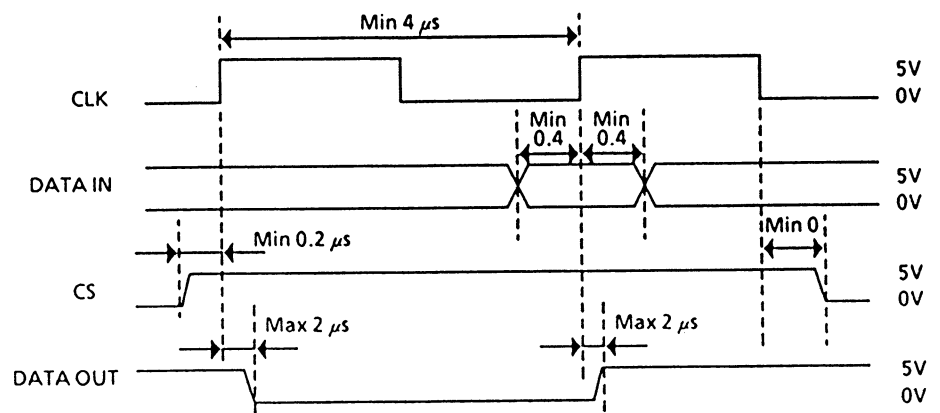 Min 4 μs
CLK
5V
0V
Min
0.4
Min
0.4
DATA IN
5V
0V
Min 0.2 μs
Min 0
CS
5V
0V
Max 2 μs
Max 2 μs
DATA OUT
5V
0V